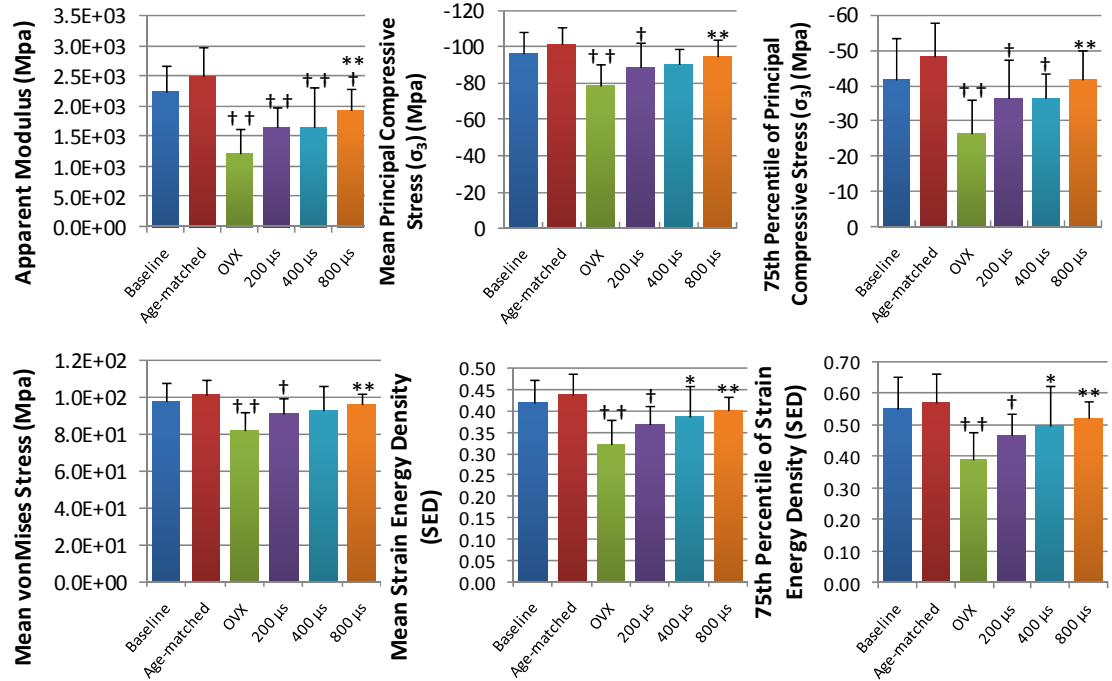 Apparent Modulus (Mpa)
3.5E+03
3.0E+03
2.5E+03
2.0E+03
1.5E+03
1.0E+03
5.0E+02
0.0E+00
† †
† †
† †
**
†
Baseline
Age-matched
OVX
200 µs
400 µs
800 µs
Mean Principal Compressive
Stress (σ3) (Mpa)
-120
-100
-80
-60
-40
-20
0
† †
†
**
Baseline
Age-matched
OVX
200 µs
400 µs
800 µs
75th Percentile of Principal
Compressive Stress (σ3) (Mpa)
-60
-50
-40
-30
-20
-10
0
† †
†
†
**
Baseline
Age-matched
OVX
200 µs
400 µs
800 µs
Mean vonMises Stress (Mpa)
1.2E+02
1.0E+02
8.0E+01
6.0E+01
4.0E+01
2.0E+01
0.0E+00
† †
†
**
Baseline
Age-matched
OVX
200 µs
400 µs
800 µs
Mean Strain Energy Density
(SED)
0.50
0.45
0.40
0.35
0.30
0.25
0.20
0.15
0.10
0.05
0.00
† †
†
*
**
Baseline
Age-matched
OVX
200 µs
400 µs
800 µs
75th Percentile of Strain
Energy Density (SED)
0.70
0.60
0.50
0.40
0.30
0.20
0.10
0.00
† †
†
*
**
Baseline
Age-matched
OVX
200 µs
400 µs
800 µs